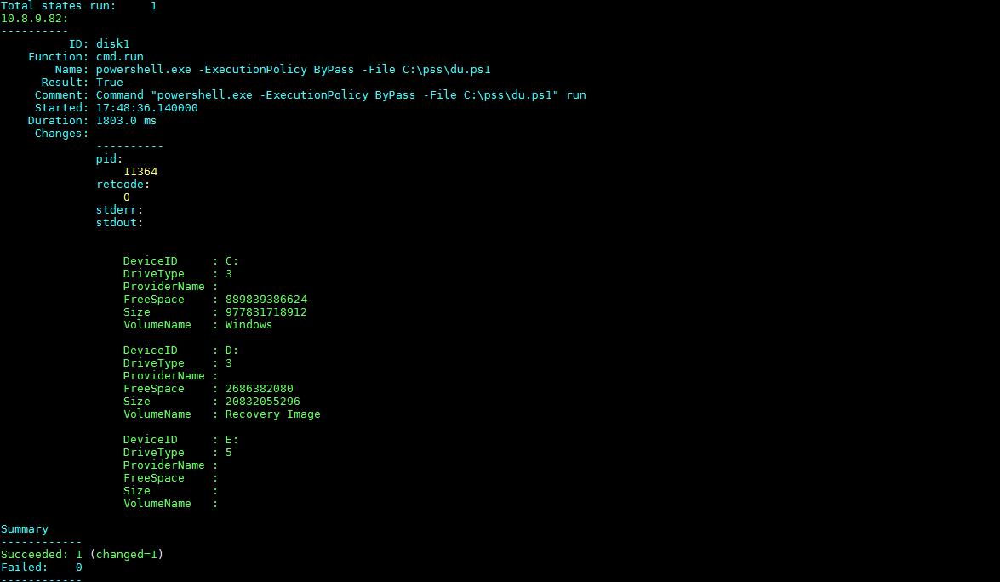 Total states run:     1
10.8.9.82:
----------
          ID: disk1
    Function: cmd.run
        Name: powershell.exe -ExecutionPolicy ByPass -File C:\pss\du.ps1
      Result: True
     Comment: Command "powershell.exe -ExecutionPolicy ByPass -File C:\pss\du.ps1" run
     Started: 17:48:36.140000
    Duration: 1803.0 ms
     Changes:
              ----------
              pid:
                  11364
              retcode:
                  0
              stderr:
              stdout:
                  DeviceID     : C:
                  DriveType    : 3
                  ProviderName :
                  FreeSpace    : 889839386624
                  Size         : 977831718912
                  VolumeName   : Windows
                  DeviceID     : D:
                  DriveType    : 3
                  ProviderName :
                  FreeSpace    : 2686382080
                  Size         : 20832055296
                  VolumeName   : Recovery Image
                  DeviceID     : E:
                  DriveType    : 5
                  ProviderName :
                  FreeSpace    :
                  Size         :
                  VolumeName   :
Summary
------------
Succeeded: 1 (changed=1)
Failed:    0
------------